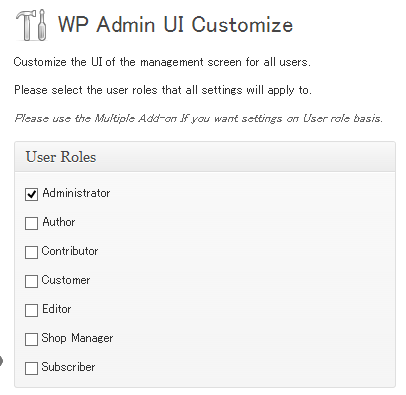 WP Admin UI Customize
Customize the UI of the management screen for all users.
Please select the user roles that all settings will apply to.
Please use the Multiple Add-on If you want settings on User role basis.
User Roles
Administrator
Author
Contributor
Customer
Editor
Shop Manager
Subscriber